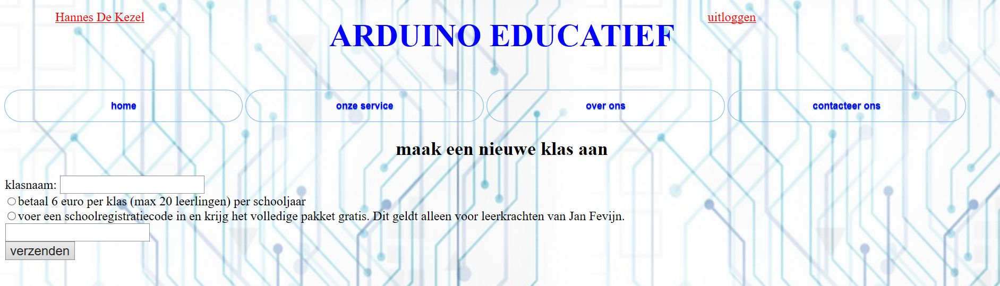 Hannes De Kezel
uitloggen
ARDUINO EDUCATIEF
home
onze service
over ons
contacteer ons
maak een nieuwe klas aan
klasnaam:
betaal 6 euro per klas (max 20 leerlingen) per schooljaar
voer een schoolregistratiecode in en krijg het volledige pakket gratis. Dit geldt alleen voor leerkrachten van Jan Fevijn.
verzenden